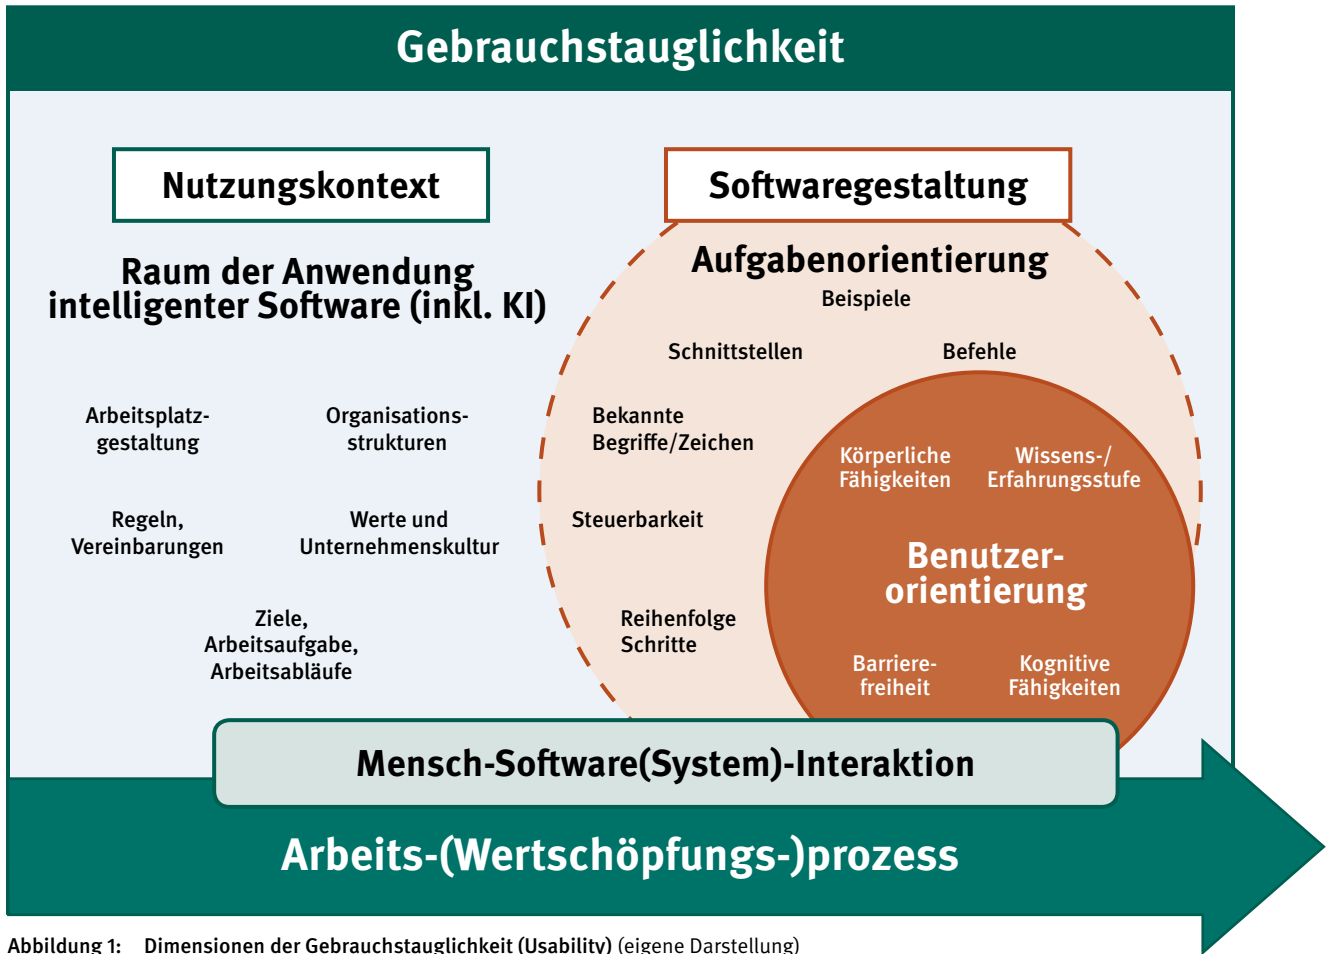 Gebrauchstauglichkeit
Nutzungskontext
Raum der Anwendung
intelligenter Software (inkl. KI)
Arbeitsplatz-
gestaltung
Organisations-
strukturen
Regeln,
Vereinbarungen
Werte und
Unternehmenskultur
Ziele,
Arbeitsaufgabe,
Arbeitsabläufe
Softwaregestaltung
Aufgabenorientierung
Beispiele
Schnittstellen
Befehle
Bekannte
Begriffe/Zeichen
Steuerbarkeit
Reihenfolge
Schritte
Körperliche
Fähigkeiten
Wissens-/
Erfahrungsstufe
Benutzer-
orientierung
Barriere-
freiheit
Kognitive
Fähigkeiten
Mensch-Software(System)-Interaktion
Arbeits-(Wertschöpfungs-)prozess
Abbildung 1: Dimensionen der Gebrauchstauglichkeit (Usability) (eigene Darstellung)